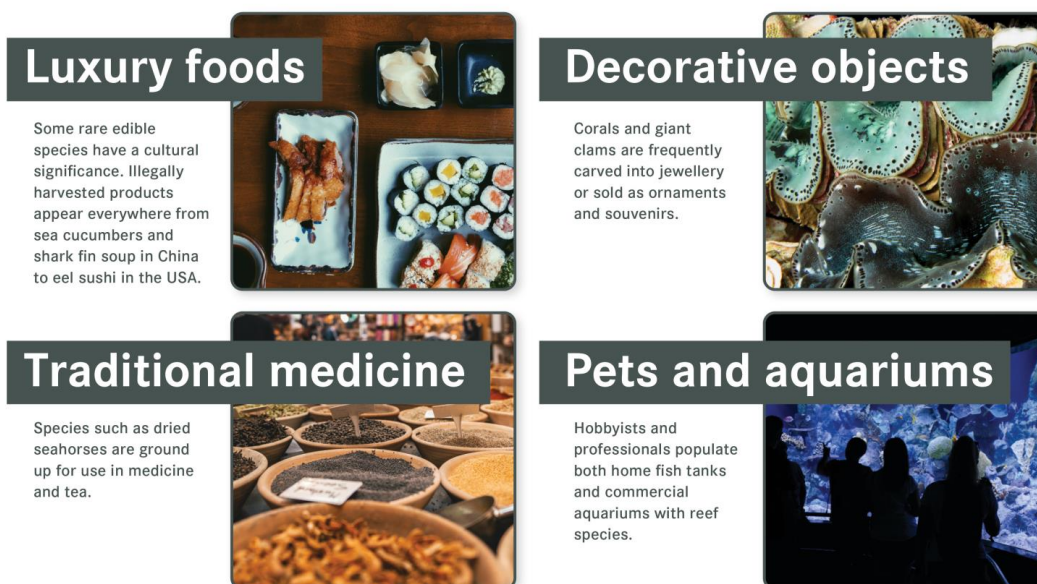 Luxury foods
Some rare edible
species have a cultural
significance. Illegally
harvested products
appear everywhere from
sea cucumbers and
shark fin soup in China
to eel sushi in the USA.
Decorative objects
Corals and giant
clams are frequently
carved into jewellery
or sold as ornaments
and souvenirs.
Traditional medicine
Species such as dried
seahorses are ground
up for use in medicine
and tea.
Pets and aquariums
Hobbyists and
professionals populate
both home fish tanks
and commercial
aquariums with reef
species.